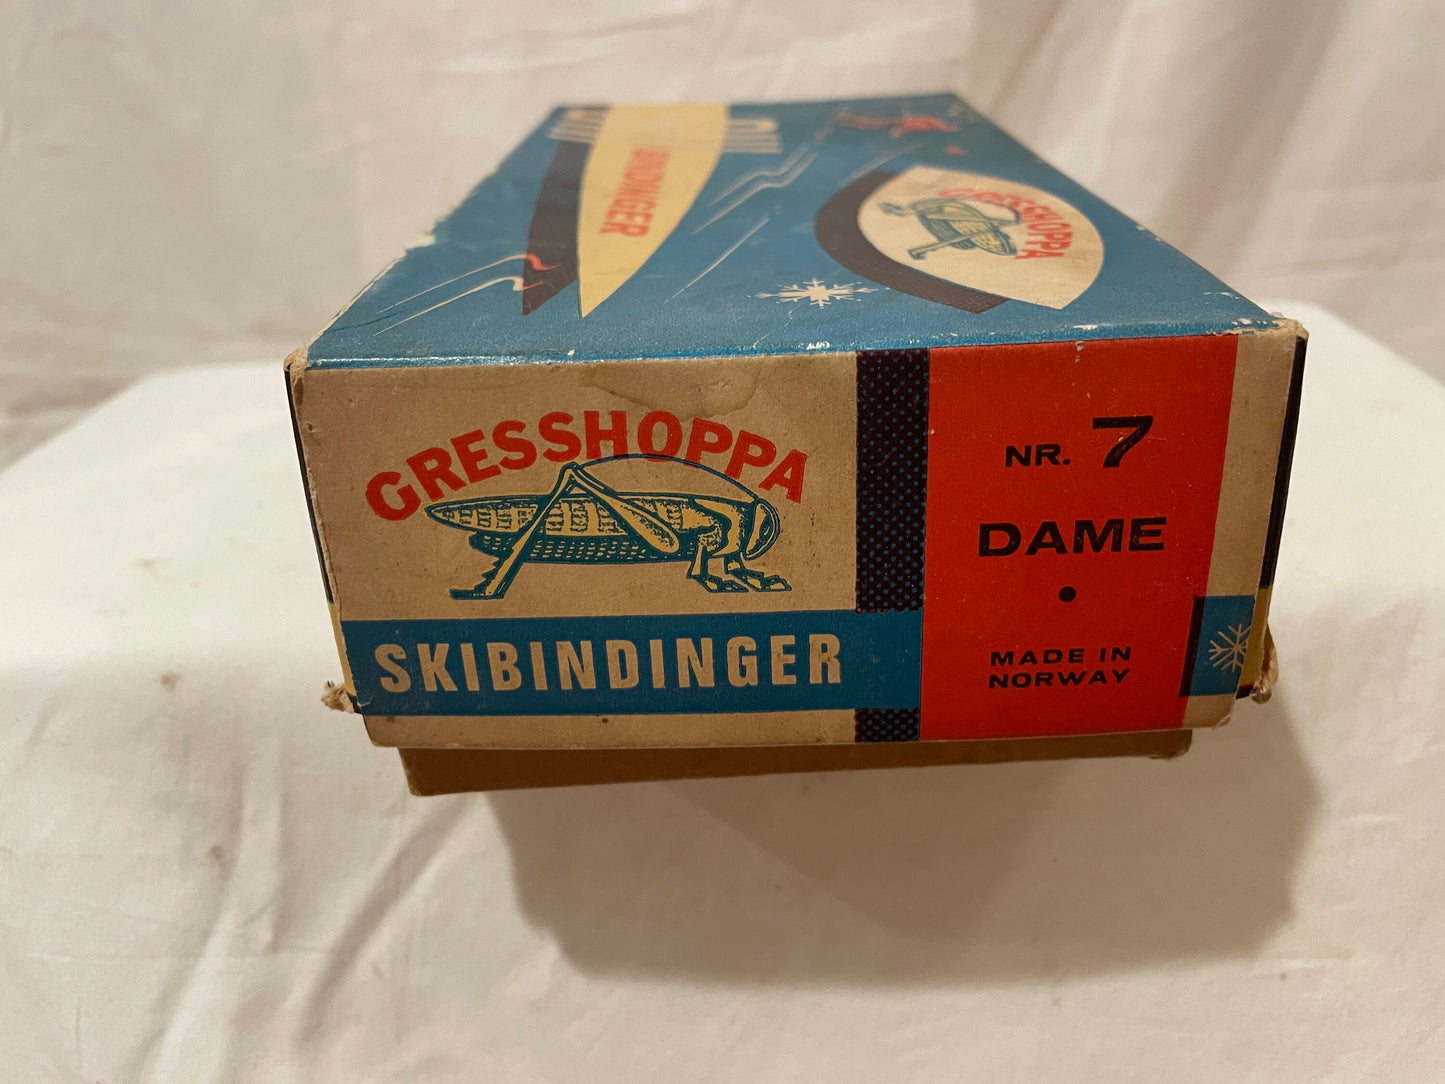 BINDINGER
GRESSHOPPA
GRESSHOPPA
SKIBINDINGER
NR. 7
DAME
MADE IN
NORWAY